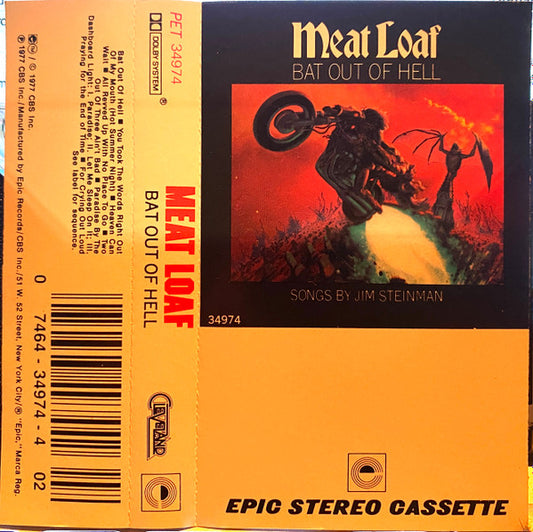 Meat Loaf
BAT OUT OF HELL
SONGS BY JIM STEINMAN
34974
EPIC STEREO CASSETTE
PET 34974
DOLBY SYSTEM
MEAT LOAF
BAT OUT OF HELL
CLEVELAND
Bat Out Of Hell ■ You Took The Words Right Out
Of My Mouth (Hot Summer Night) ■ Heaven Can
Wait ■ All Revved Up With No Place To Go ■ Two
Out Of Three Ain't Bad ■ Paradise By The
Dashboard Light: I. Paradise; II. Let Me Sleep On It; III.
Praying for the End of Time ■ For Crying Out Loud
See label for sequence.
© 1977 CBS Inc.
℗ 1977 CBS Inc./Manufactured by Epic Records/CBS Inc./51 W. 52 Street, New York City/® "Epic," Marca Reg.
0 7464-34974-4 02